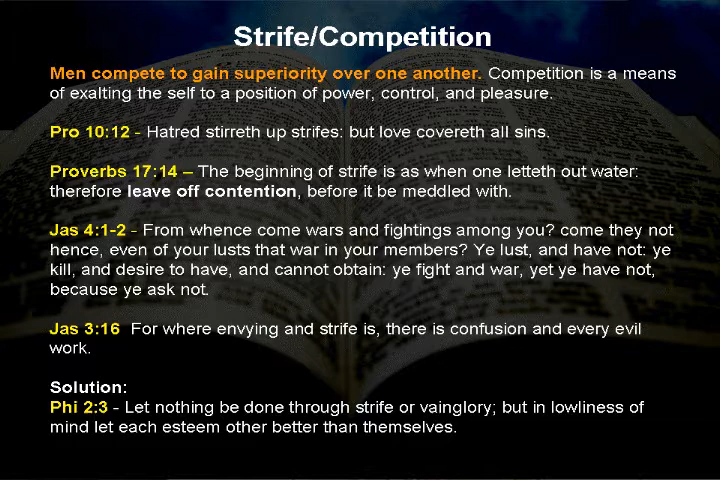 Strife/Competition
Men compete to gain superiority over one another. Competition is a means
of exalting the self to a position of power, control, and pleasure.
Pro 10:12 - Hatred stirreth up strifes: but love covereth all sins.
Proverbs 17:14 – The beginning of strife is as when one letteth out water:
therefore leave off contention, before it be meddled with.
Jas 4:1-2 - From whence come wars and fightings among you? come they not
hence, even of your lusts that war in your members? Ye lust, and have not: ye
kill, and desire to have, and cannot obtain: ye fight and war, yet ye have not,
because ye ask not.
Jas 3:16 For where envying and strife is, there is confusion and every evil
work.
Solution:
Phi 2:3 - Let nothing be done through strife or vainglory; but in lowliness of
mind let each esteem other better than themselves.